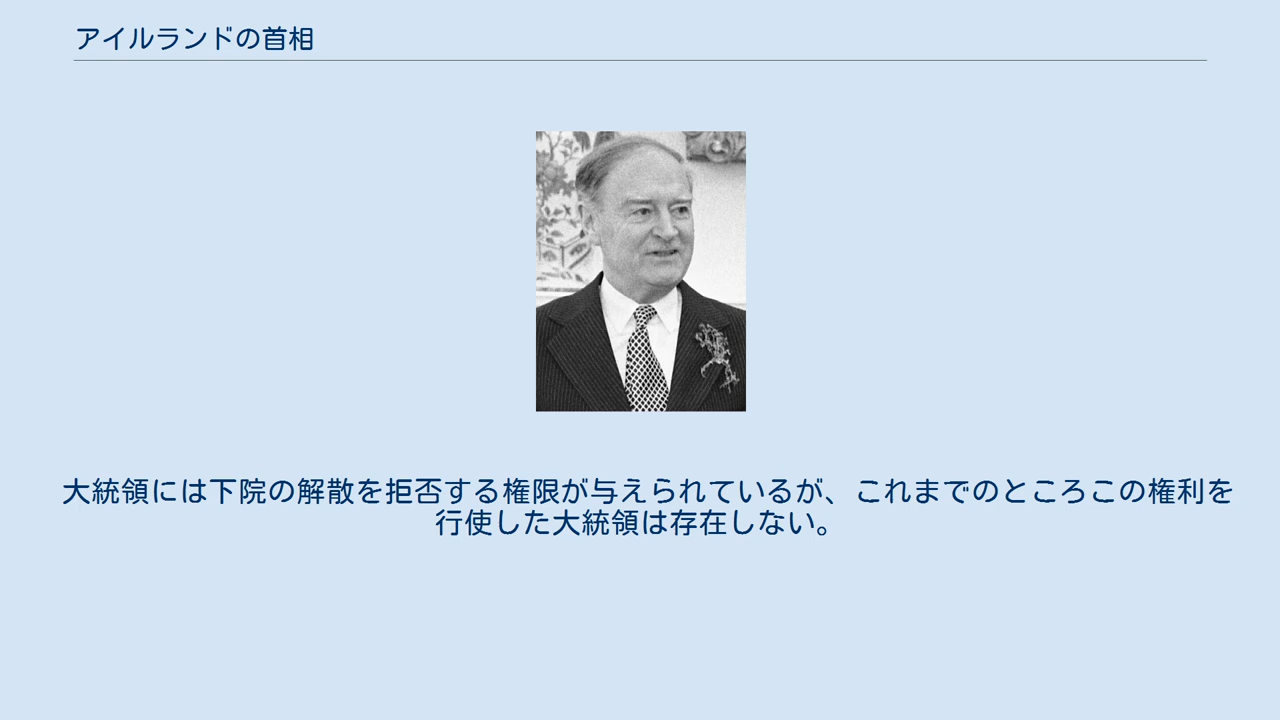 アイルランドの首相
大統領には下院の解散を拒否する権限が与えられているが、これまでのところこの権利を
行使した大統領は存在しない。